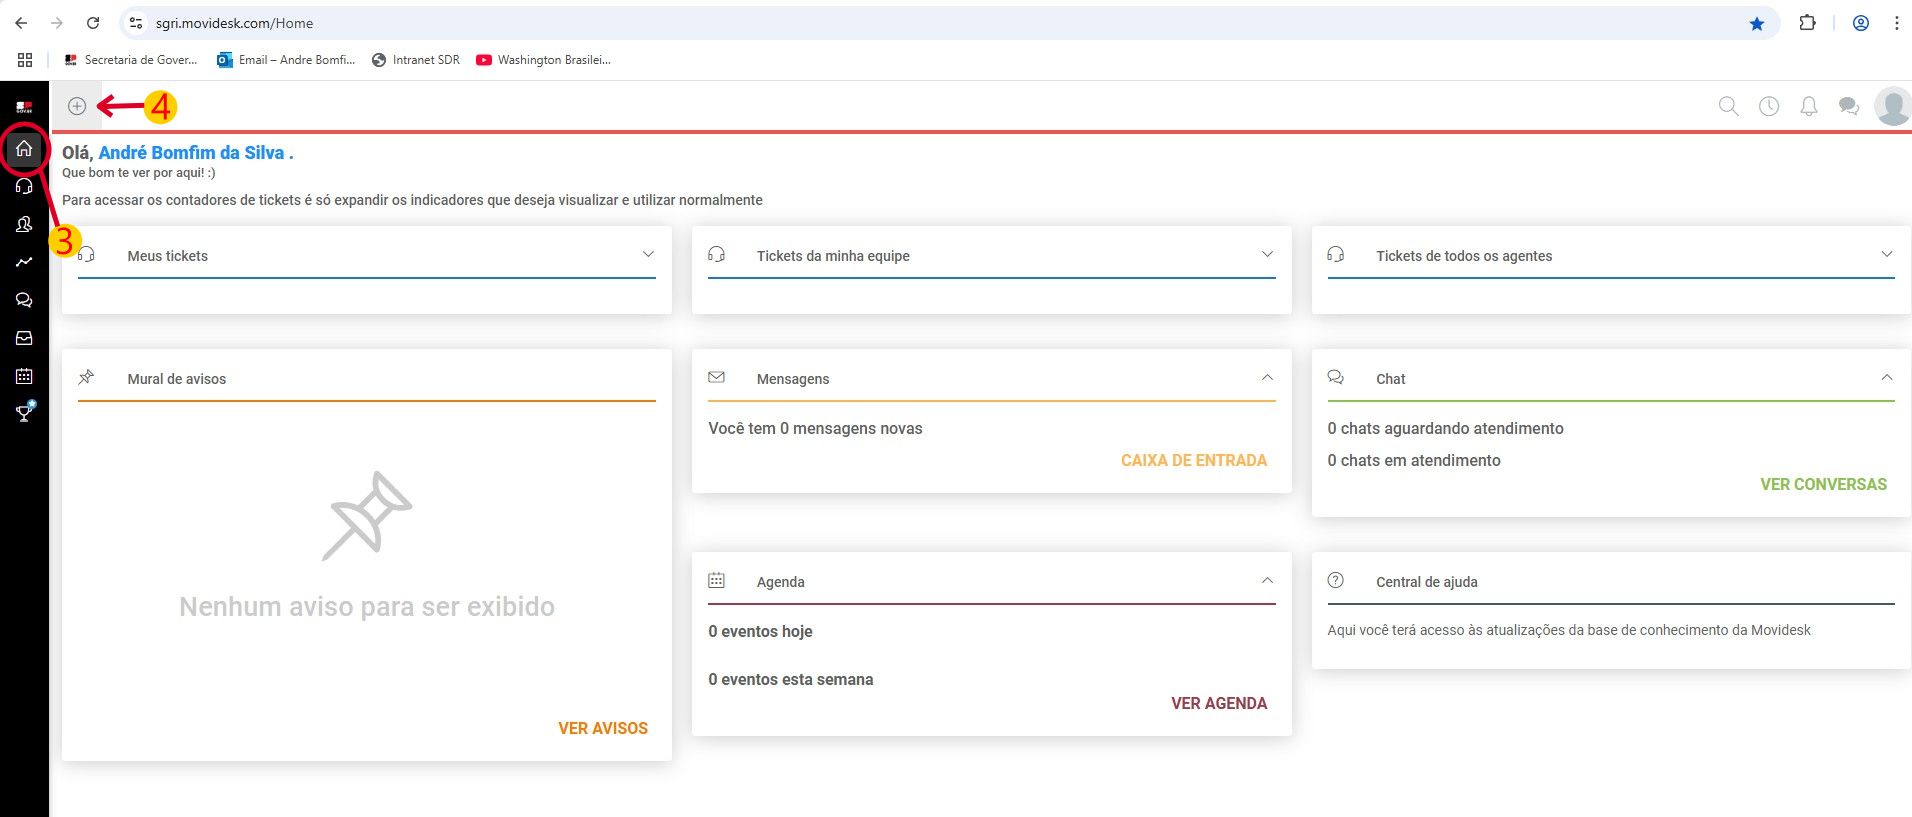 sgri.movidesk.com/Home
Secretaria de Gover...
Email – Andre Bomfi...
Intranet SDR
Washington Brasilei...
4
Olá, André Bomfim da Silva .
Que bom te ver por aqui! :)
Para acessar os contadores de tickets é só expandir os indicadores que deseja visualizar e utilizar normalmente
3
Meus tickets
Tickets da minha equipe
Tickets de todos os agentes
Mural de avisos
Nenhum aviso para ser exibido
VER AVISOS
Mensagens
Você tem 0 mensagens novas
CAIXA DE ENTRADA
Chat
0 chats aguardando atendimento
0 chats em atendimento
VER CONVERSAS
Agenda
0 eventos hoje
0 eventos esta semana
VER AGENDA
Central de ajuda
Aqui você terá acesso às atualizações da base de conhecimento da Movidesk